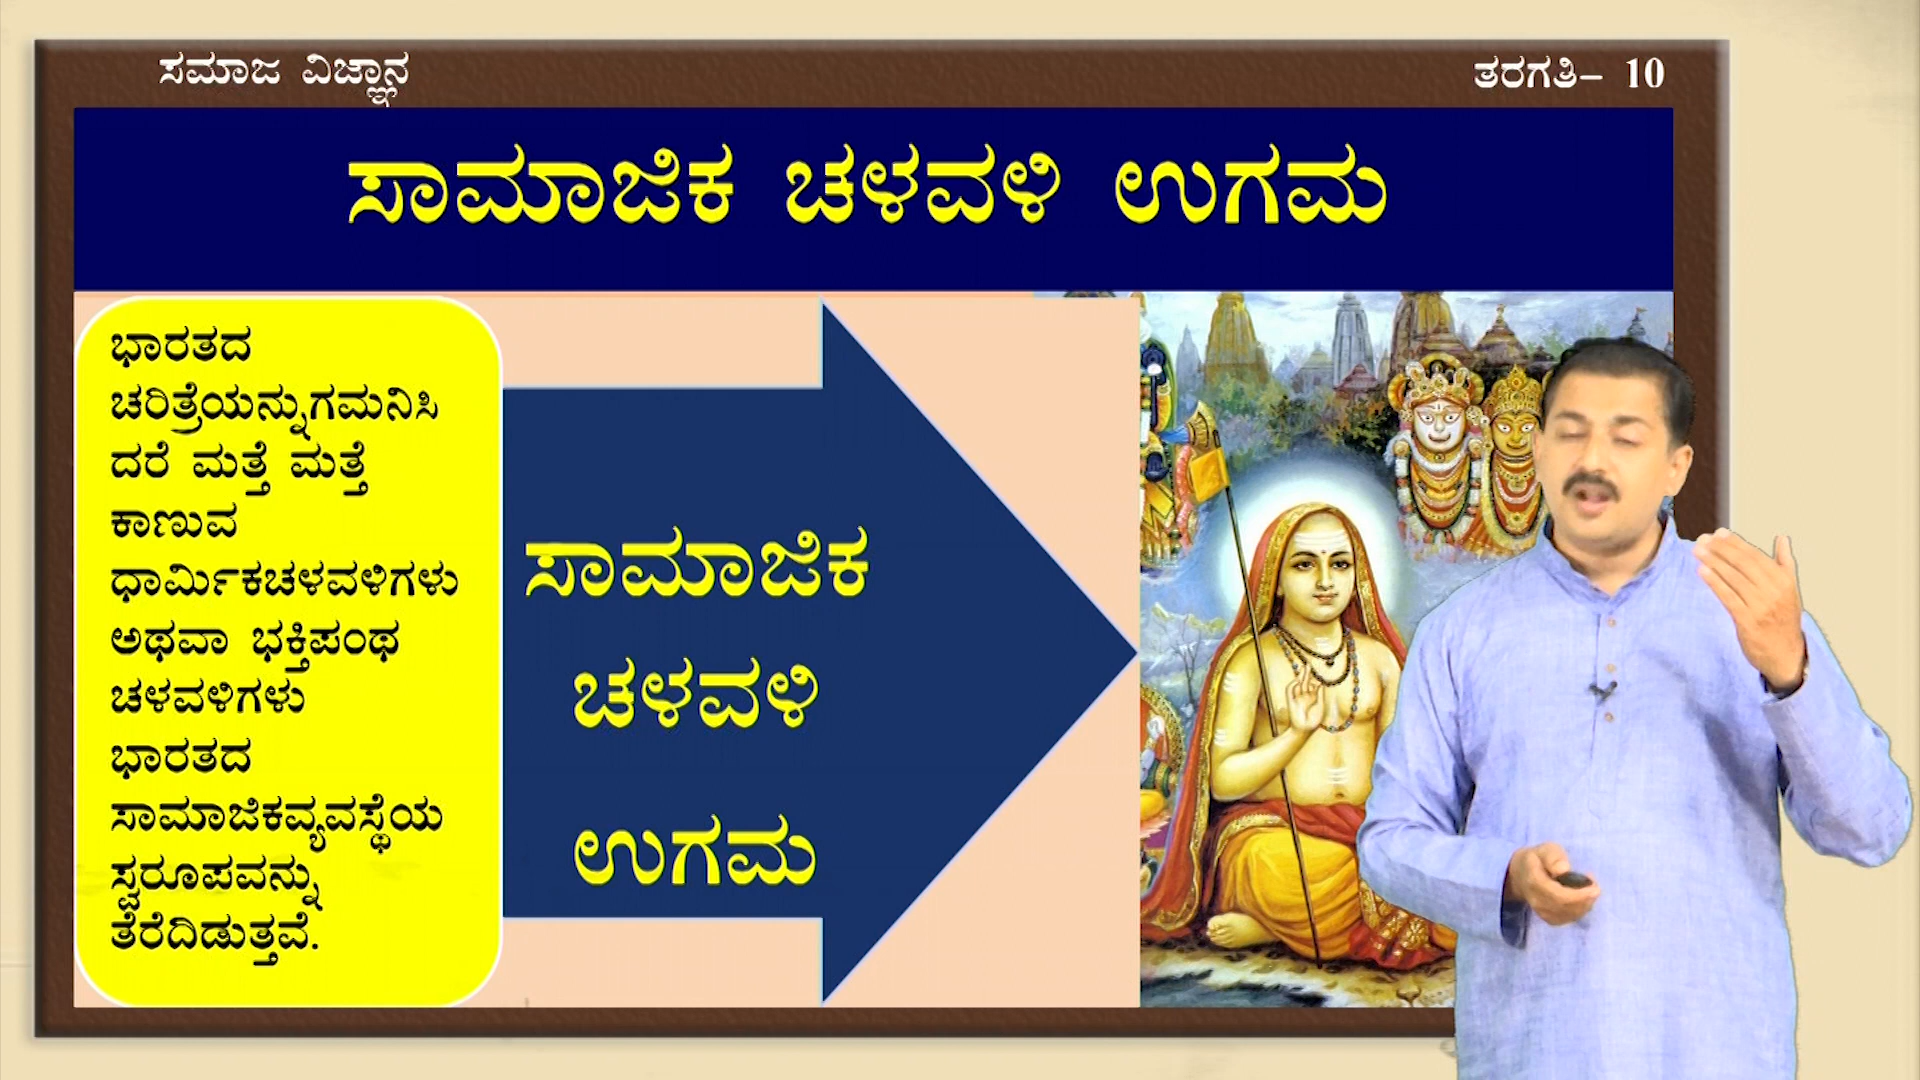 ಸಮಾಜ ವಿಜ್ಞಾನ
ತರಗತಿ– 10
ಸಾಮಾಜಿಕ ಚಳವಳಿ ಉಗಮ
ಭಾರತದ
ಚರಿತ್ರೆಯನ್ನುಗಮನಿಸಿ
ದರೆ ಮತ್ತೆ ಮತ್ತೆ
ಕಾಣುವ
ಧಾರ್ಮಿಕಚಳವಳಿಗಳು
ಅಥವಾ ಭಕ್ತಿಪಂಥ
ಚಳವಳಿಗಳು
ಭಾರತದ
ಸಾಮಾಜಿಕವ್ಯವಸ್ಥೆಯ
ಸ್ವರೂಪವನ್ನು
ತೆರೆದಿಡುತ್ತವೆ.
ಸಾಮಾಜಿಕ
ಚಳವಳಿ
ಉಗಮ